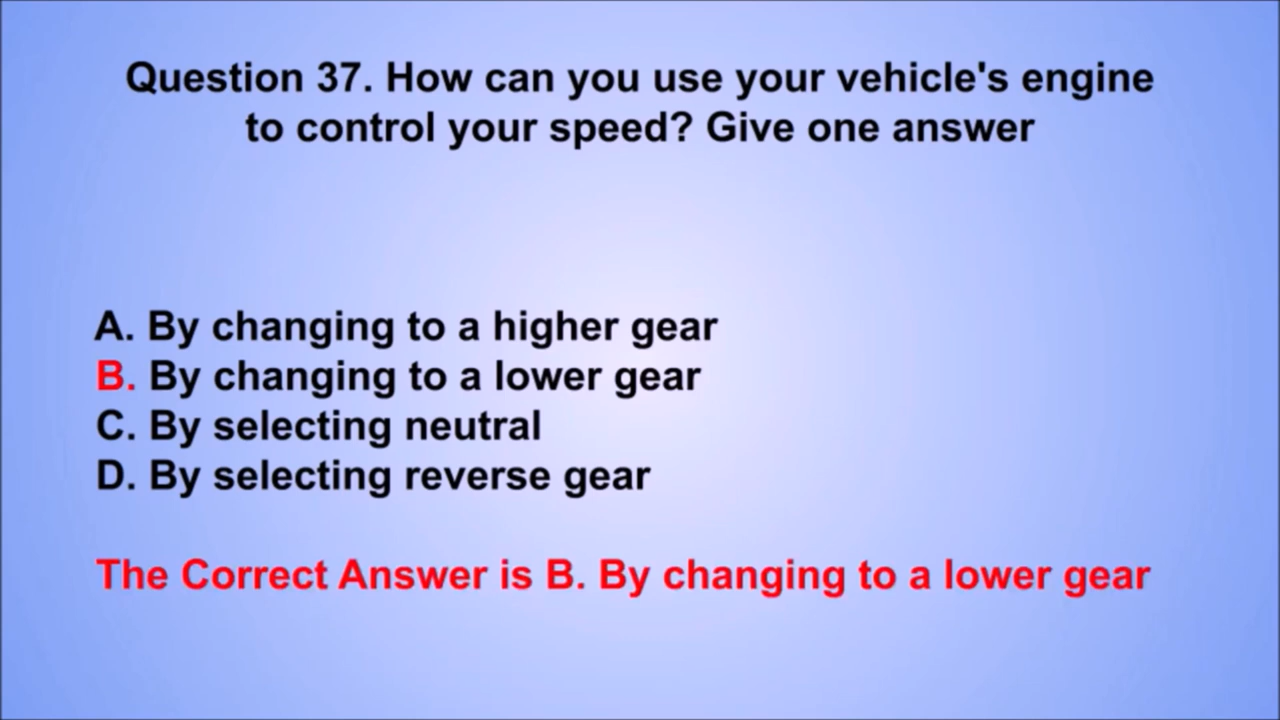 Question 37. How can you use your vehicle's engine
to control your speed? Give one answer
A. By changing to a higher gear
B. By changing to a lower gear
C. By selecting neutral
D. By selecting reverse gear
The Correct Answer is B. By changing to a lower gear